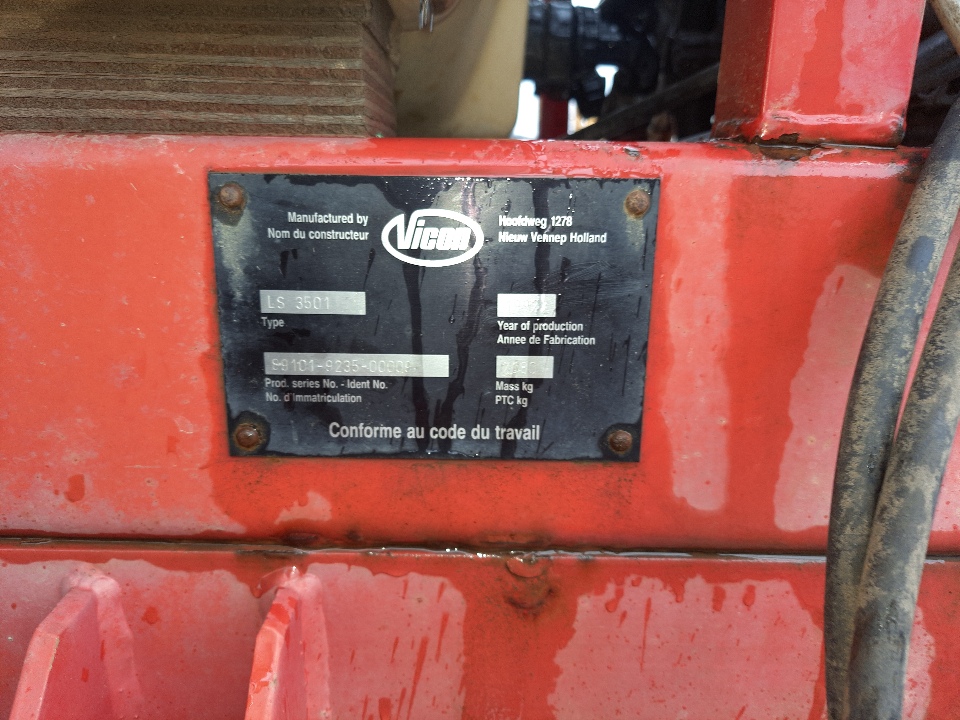 Manufactured by
Nom du constructeur
Vicon
Hoofdweg 1278
Nieuw Vennep Holland
LS 3501
Type
Year of production
Annee de Fabrication
Prod. series No. - Ident No.
No. d'Immatriculation
Mass kg
PTC kg
Conforme au code du travail